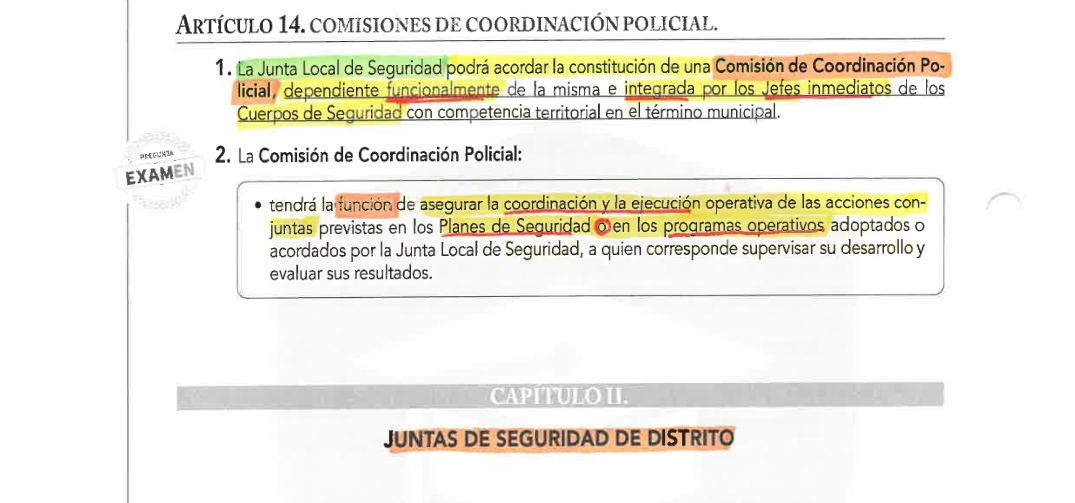 ARTÍCULO 14. COMISIONES DE COORDINACIÓN POLICIAL.
1. La Junta Local de Seguridad podrá acordar la constitución de una Comisión de Coordinación Po-
licial, dependiente funcionalmente de la misma e integrada por los Jefes inmediatos de los
Cuerpos de Seguridad con competencia territorial en el término municipal.
PREGUNTA
EXAMEN
2. La Comisión de Coordinación Policial:
• tendrá la función de asegurar la coordinación y la ejecución operativa de las acciones con-
juntas previstas en los Planes de Seguridad o en los programas operativos adoptados o
acordados por la Junta Local de Seguridad, a quien corresponde supervisar su desarrollo y
evaluar sus resultados.
CAPÍTULO II.
JUNTAS DE SEGURIDAD DE DISTRITO